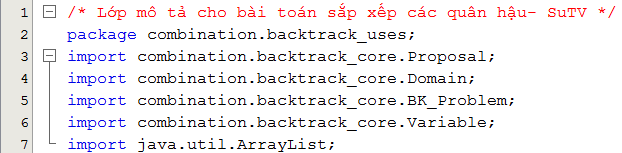 1 /* Lớp mô tả cho bài toán sắp xếp các quân hậu- SuTV */
2 package combination.backtrack_uses;
3 import combination.backtrack_core.Proposal;
4 import combination.backtrack_core.Domain;
5 import combination.backtrack_core.BK_Problem;
6 import combination.backtrack_core.Variable;
7 import java.util.ArrayList;